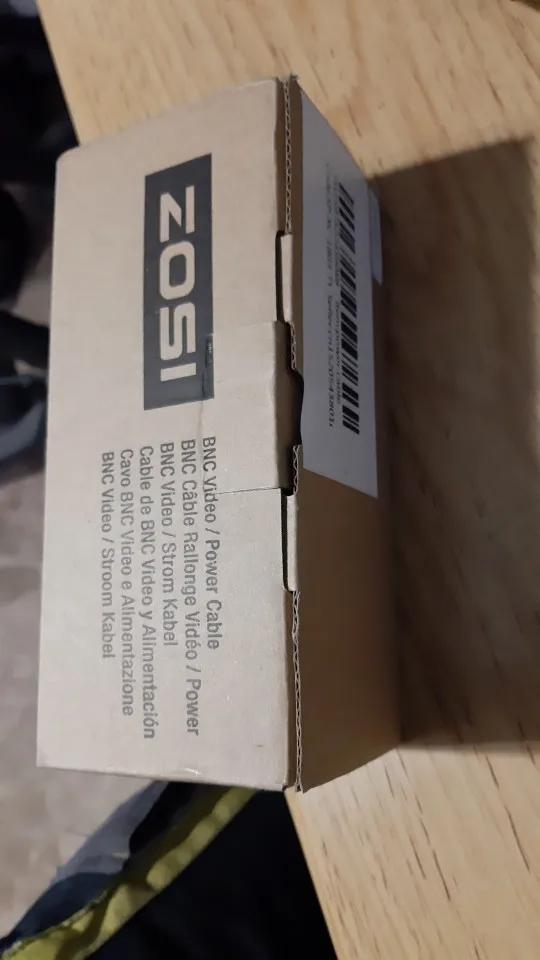 ZOSI
BNC Video / Power Cable
BNC Câble Rallonge Vidéo / Power
BNC Video / Strom Kabel
Cable de BNC Video y Alimentación
Cavo BNC Video e Alimentazione
BNC Video / Stroom Kabel